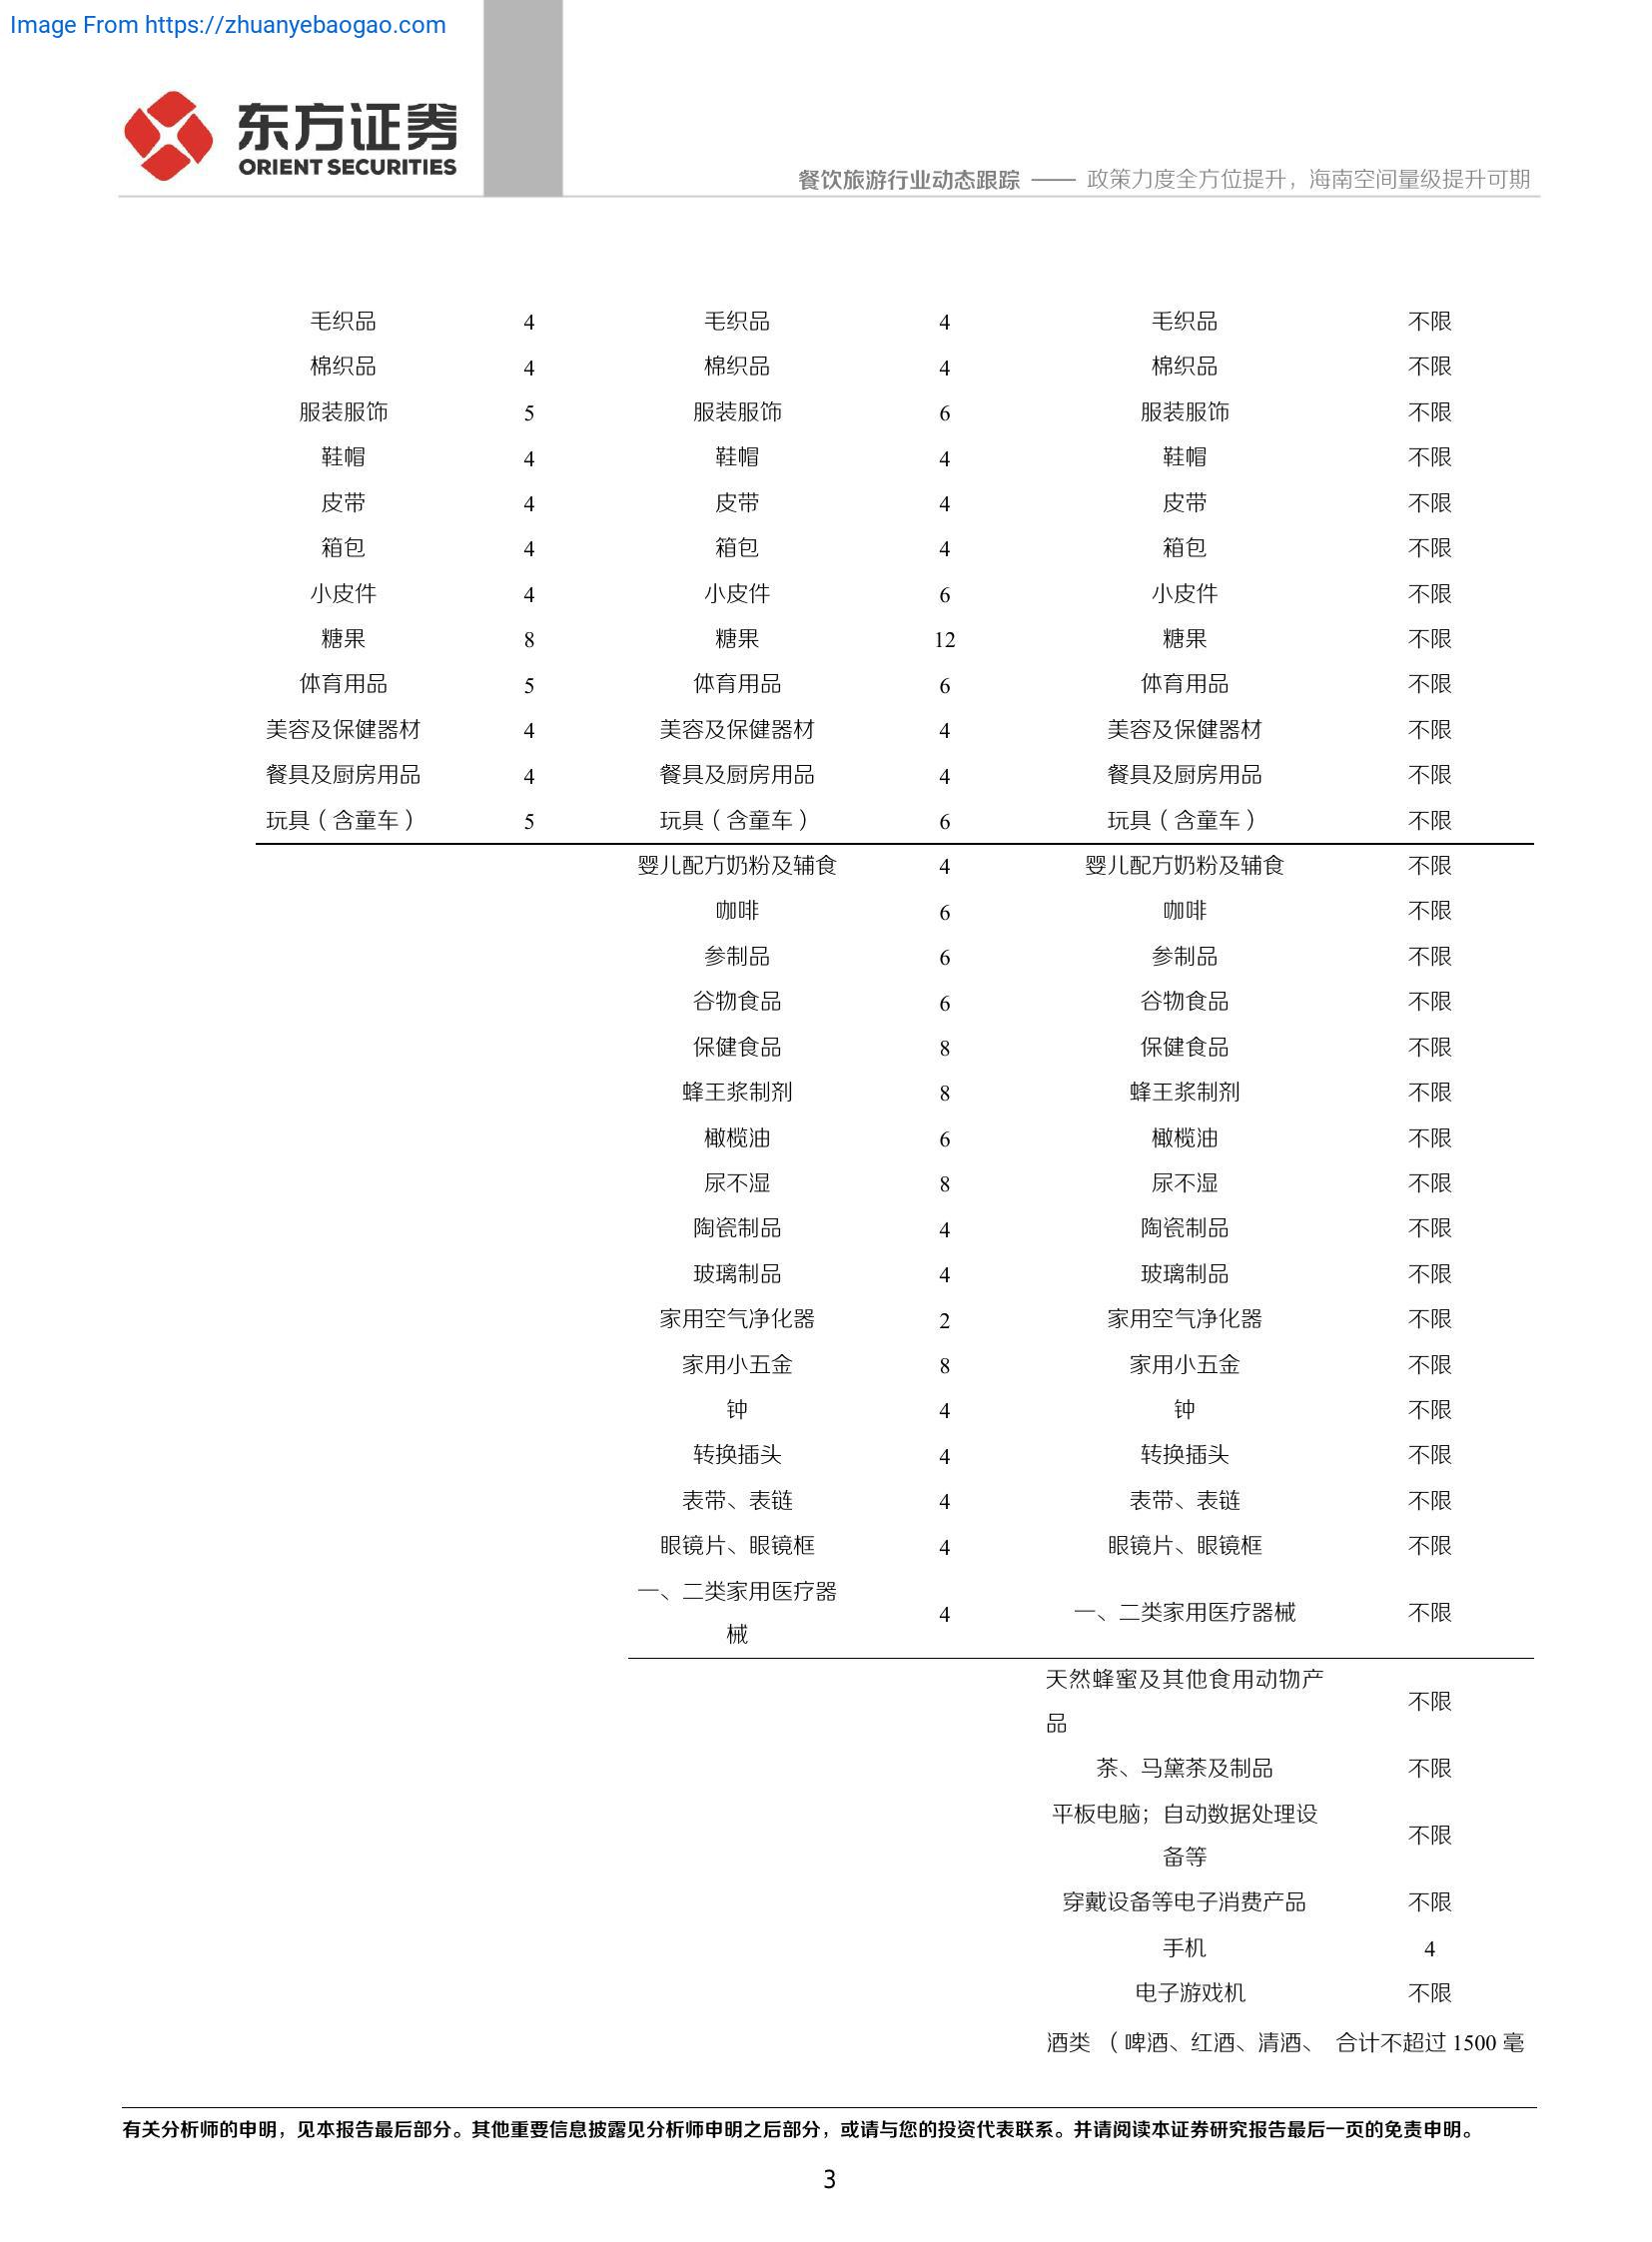 Image From https://zhuanyebaogao.com
东方证券
ORIENT SECURITIES
餐饮旅游行业动态跟踪 —— 政策力度全方位提升，海南空间量级提升可期
毛织品 4 毛织品 4 毛织品 不限
棉织品 4 棉织品 4 棉织品 不限
服装服饰 5 服装服饰 6 服装服饰 不限
鞋帽 4 鞋帽 4 鞋帽 不限
皮带 4 皮带 4 皮带 不限
箱包 4 箱包 4 箱包 不限
小皮件 4 小皮件 6 小皮件 不限
糖果 8 糖果 12 糖果 不限
体育用品 5 体育用品 6 体育用品 不限
美容及保健器材 4 美容及保健器材 4 美容及保健器材 不限
餐具及厨房用品 4 餐具及厨房用品 4 餐具及厨房用品 不限
玩具（含童车） 5 玩具（含童车） 6 玩具（含童车） 不限
婴儿配方奶粉及辅食 4 婴儿配方奶粉及辅食 不限
咖啡 6 咖啡 不限
参制品 6 参制品 不限
谷物食品 6 谷物食品 不限
保健食品 8 保健食品 不限
蜂王浆制剂 8 蜂王浆制剂 不限
橄榄油 6 橄榄油 不限
尿不湿 8 尿不湿 不限
陶瓷制品 4 陶瓷制品 不限
玻璃制品 4 玻璃制品 不限
家用空气净化器 2 家用空气净化器 不限
家用小五金 8 家用小五金 不限
钟 4 钟 不限
转换插头 4 转换插头 不限
表带、表链 4 表带、表链 不限
眼镜片、眼镜框 4 眼镜片、眼镜框 不限
一、二类家用医疗器
械 4 一、二类家用医疗器械 不限
天然蜂蜜及其他食用动物产
品 不限
茶、马黛茶及制品 不限
平板电脑；自动数据处理设
备等 不限
穿戴设备等电子消费产品 不限
手机 4
电子游戏机 不限
酒类 （啤酒、红酒、清酒、 合计不超过 1500 毫
有关分析师的申明，见本报告最后部分。其他重要信息披露见分析师申明之后部分，或请与您的投资代表联系。并请阅读本证券研究报告最后一页的免责申明。
3